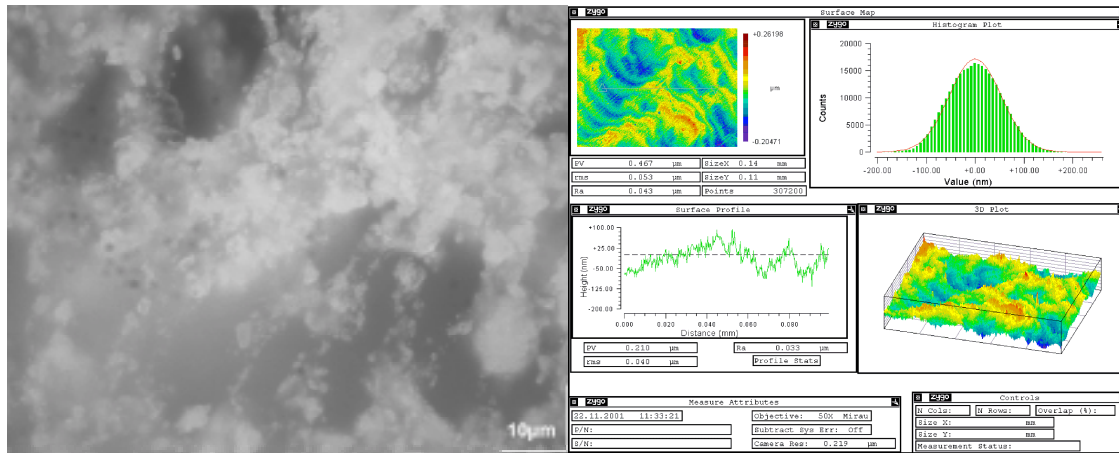 10µm
zygo Surface Map
+0.26198
µm
-0.20471
PV 0.467 µm SizeX 0.14 mm
rms 0.053 µm SizeY 0.11 mm
Ra 0.043 µm Points 307200
zygo Histogram Plot
Counts
20000
15000
10000
5000
0
-200.00 -100.00 +0.00 +100.00 +200.00
Value (nm)
zygo Surface Profile
Height (nm)
+100.00
+25.00
-50.00
-125.00
-200.00
0.000 0.020 0.040 0.060 0.080
Distance (mm)
PV 0.210 µm Ra 0.033 µm
rms 0.040 µm Profile Stats
zygo 3D Plot
zygo Measure Attributes
22.11.2001 11:33:21 Objective: 50X Mirau
P/N: Subtract Sys Err: Off
S/N: Camera Res: 0.219 µm
zygo Controls
N Cols: N Rows: Overlap (%):
Size X: mm
Size Y: mm
Measurement Status: